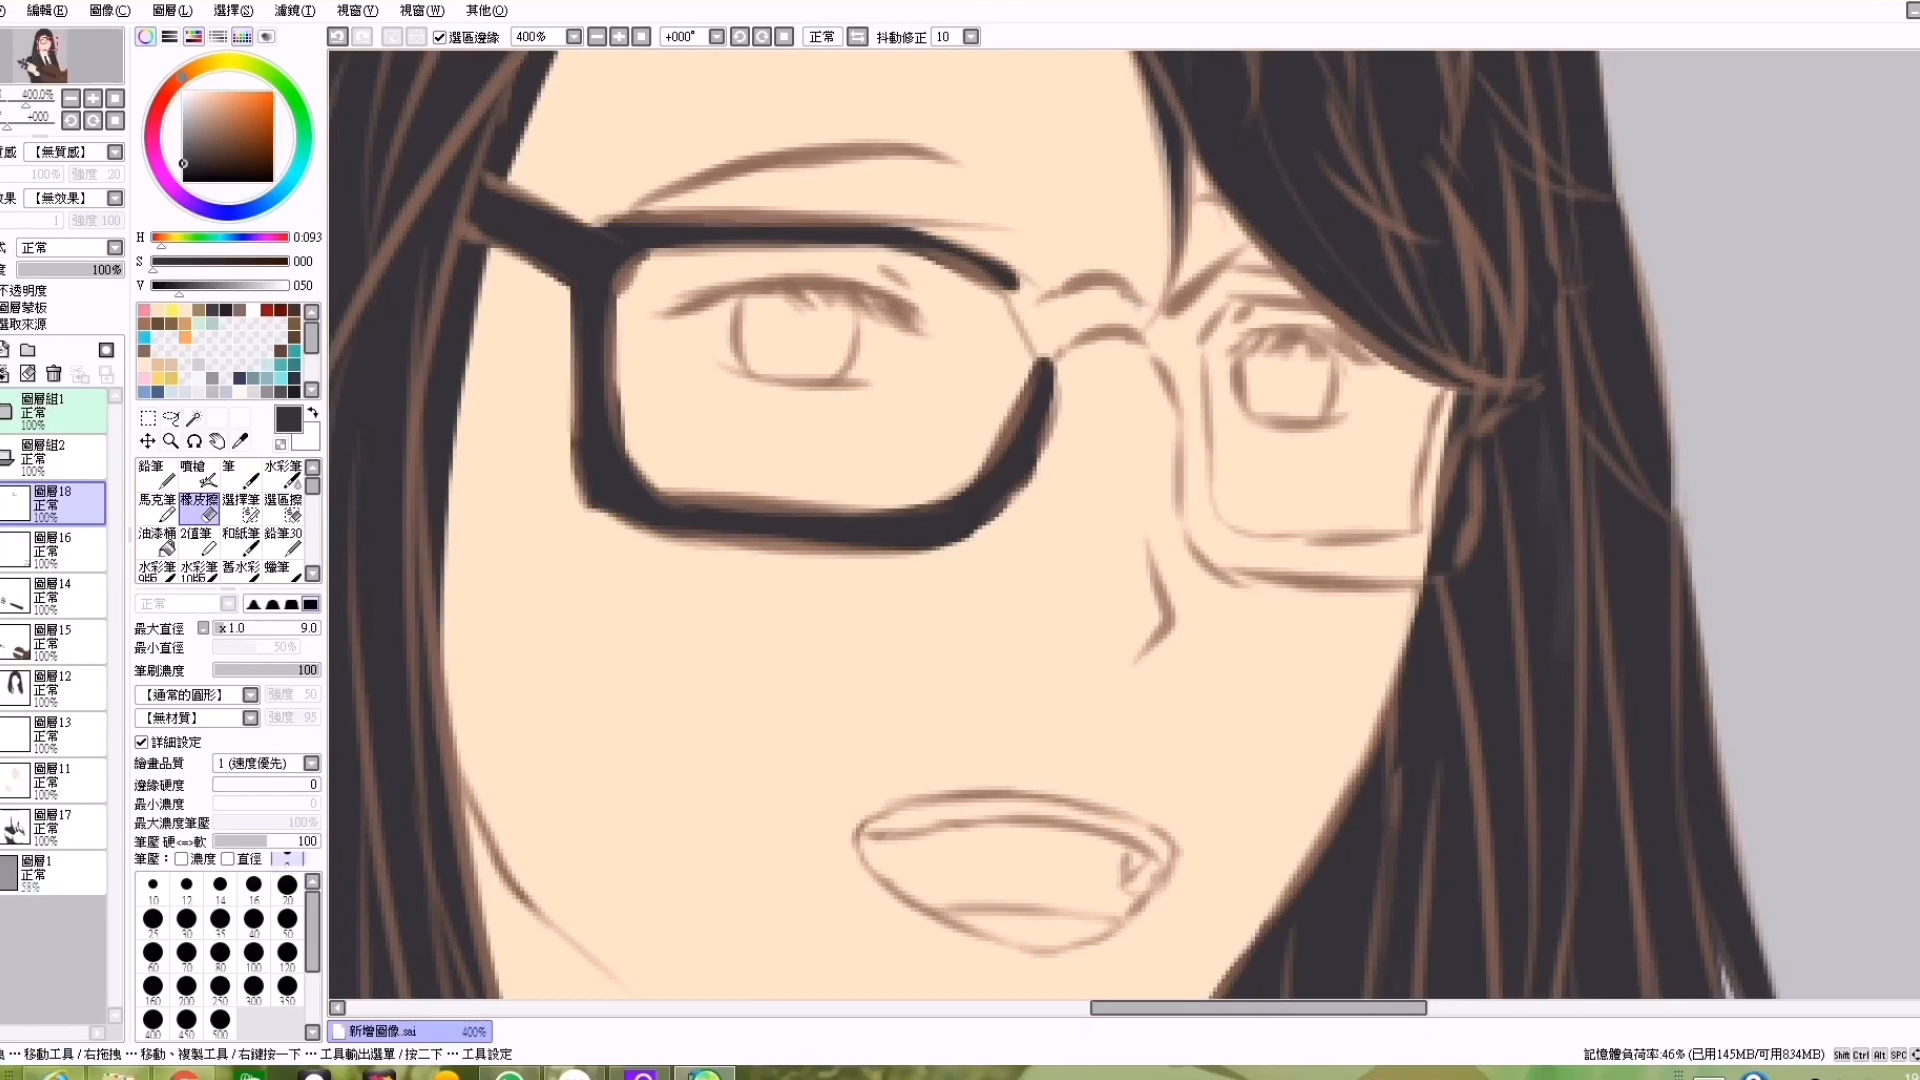 編輯(E) 圖像(C) 圖層(L) 選擇(S) 濾鏡(T) 視窗(V) 視窗(W) 其他(O)
選區邊緣 400% +000° 正常 抖動修正 10
400.0%
+000
質感 【無質感】
100% 強度 20
效果 【無效果】
1 強度 100
式 正常
度 100%
不透明度
圖層蒙板
選取來源
H 0:093
S 000
V 050
圖層組1
正常
100%
圖層組2
正常
100%
圖層18
正常
100%
圖層16
正常
100%
圖層14
正常
100%
圖層15
正常
100%
圖層12
正常
100%
圖層13
正常
100%
圖層11
正常
100%
圖層17
正常
100%
圖層1
正常
58%
鉛筆 噴槍 筆 水彩筆
馬克筆 橡皮擦 選擇筆 選區擦
油漆桶 2值筆 和紙筆 鉛筆30
水彩筆 水彩筆 舊水彩 蠟筆
9版 10版
正常
最大直徑 x 1.0 9.0
最小直徑 50%
筆刷濃度 100
【通常的圓形】 強度 50
【無材質】 強度 95
詳細設定
繪畫品質 1 (速度優先)
邊緣硬度 0
最小濃度 0
最大濃度筆壓 100%
筆壓 硬<=>軟 100
筆壓： 濃度 直徑
10 12 14 16 20
25 30 35 40 50
60 70 80 100 120
160 200 250 300 350
400 450 500
新增圖像.sai 400%
拽 ··· 移動工具 / 右拖拽 ··· 移動、複製工具 / 右鍵按一下 ··· 工具輸出選單 / 按二下 ··· 工具設定
記憶體負荷率:46% (已用145MB/可用834MB) Shift Ctrl Alt SPC